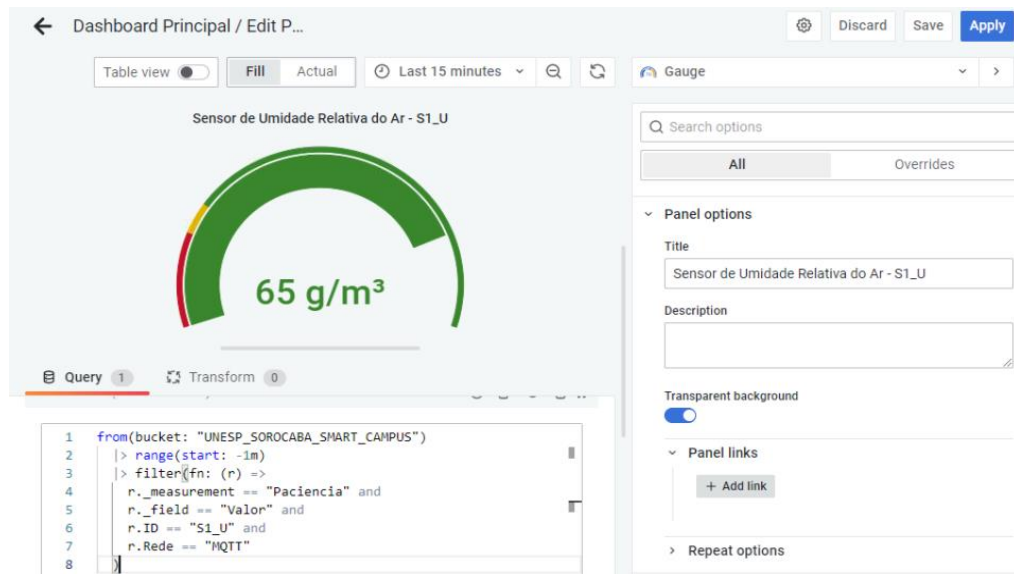 Dashboard Principal / Edit P...
Discard
Save
Apply
Table view
Fill
Actual
Last 15 minutes
Gauge
Sensor de Umidade Relativa do Ar - S1_U
65 g/m³
Search options
All
Overrides
Panel options
Title
Sensor de Umidade Relativa do Ar - S1_U
Description
Transparent background
Panel links
+ Add link
Repeat options
Query 1
Transform 0
1 from(bucket: "UNESP_SOROCABA_SMART_CAMPUS")
2 |> range(start: -1m)
3 |> filter(fn: (r) =>
4 r._measurement == "Paciencia" and
5 r._field == "Valor" and
6 r.ID == "S1_U" and
7 r.Rede == "MQTT"
8 )